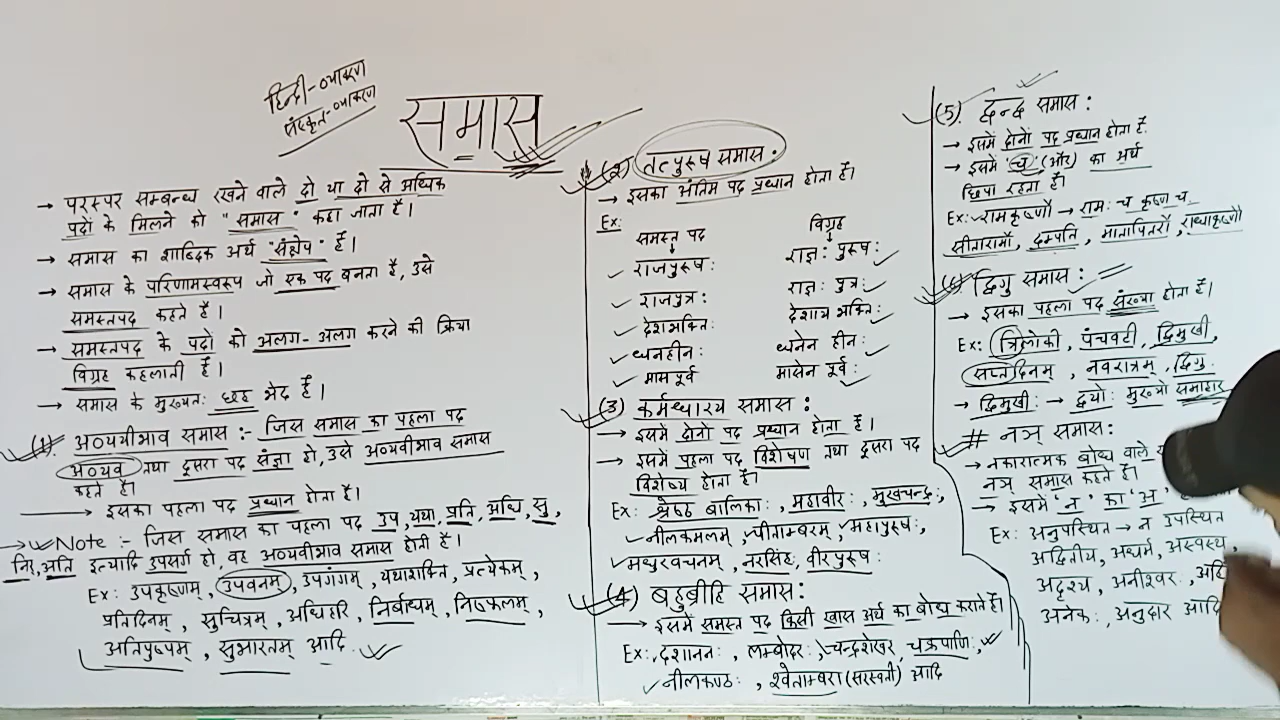 हिन्दी-व्याकरण
संस्कृत-व्याकरण
समास
→ परस्पर सम्बन्ध रखने वाले दो या दो से अधिक
पदों के मिलने को "समास" कहा जाता है।
→ समास का शाब्दिक अर्थ "संक्षेप" है।
→ समास के परिणामस्वरूप जो एक पद बनता है, उसे
समस्तपद कहते हैं।
→ समस्तपद के पदों को अलग-अलग करने की क्रिया
विग्रह कहलाती है।
→ समास के मुख्यतः छह भेद हैं।
(1). अव्ययीभाव समास :- जिस समास का पहला पद
अव्यय तथा दूसरा पद संज्ञा हो, उसे अव्ययीभाव समास
कहते है।
→ इसका पहला पद प्रधान होता है।
→ Note :- जिस समास का पहला पद उप, यथा, प्रति, अधि, सु,
निर, अति इत्यादि उपसर्ग हो, वह अव्ययीभाव समास होती है।
Ex: उपकृष्णम्, उपवनम्, उपगंगम्, यथाशक्ति, प्रत्येकम्,
प्रतिदिनम्, सुचित्रम्, अधिहरि, निर्बाधम्, निष्फलम्,
अतिपुष्पम्, सुभारतम् आदि
(2) तत्पुरूष समास :
→ इसका अंतिम पद प्रधान होता है।
Ex: समस्त पद विग्रह
राजपुरूषः राज्ञः पुरूषः
राजपुत्रः राज्ञः पुत्रः
देशभक्तिः देशाय भक्तिः
धनहीनः धनेन हीनः
मासपूर्व मासेन पूर्वः
(3) कर्मधारय समास :
→ इसमें दोनों पद प्रधान होता है।
→ इसमें पहला पद विशेषण तथा दूसरा पद
विशेष्य होता है।
Ex: श्रेष्ठ बालिकाः, महावीरः, मुखचन्द्रः,
नीलकमलम्, पीताम्बरम्, महापुरूषः,
मधुरवचनम्, नरसिंहः, वीरपुरूषः
(4) बहुब्रीहि समास :
→ इसमें समस्त पद किसी खास अर्थ का बोध कराते है।
Ex: दशाननः, लम्बोदरः, चन्द्रशेखर, चक्रपाणिः,
नीलकण्ठः, श्वेताम्बरा (सरस्वती) आदि
(5). द्वन्द्व समास :
→ इसमें दोनों पद प्रधान होता है.
→ इसमें 'च' (और) का अर्थ
छिपा रहता है।
Ex: रामकृष्णौ → रामः च कृष्ण च
सीतारामौ, दम्पति, मातापितरौ, राधाकृष्णौ
(6). द्विगु समास :
→ इसका पहला पद संख्या होता है।
Ex: त्रिलोकी, पंचवटी, द्विमुखी,
सप्तदिनम्, नवरात्रम्, द्विगु
→ द्विमुखीः → द्वयोः मुख्यो समाहार
# नञ् समास :
→ नकारात्मक बोध वाले
नञ् समास कहते है।
→ इसमें 'न' का 'अ'
Ex: अनुपस्थित → न उपस्थित
अद्वितीय, अधर्म, अस्वस्थ,
अदृश्य, अनीश्वरः,
अनेकः, अनुदार आदि